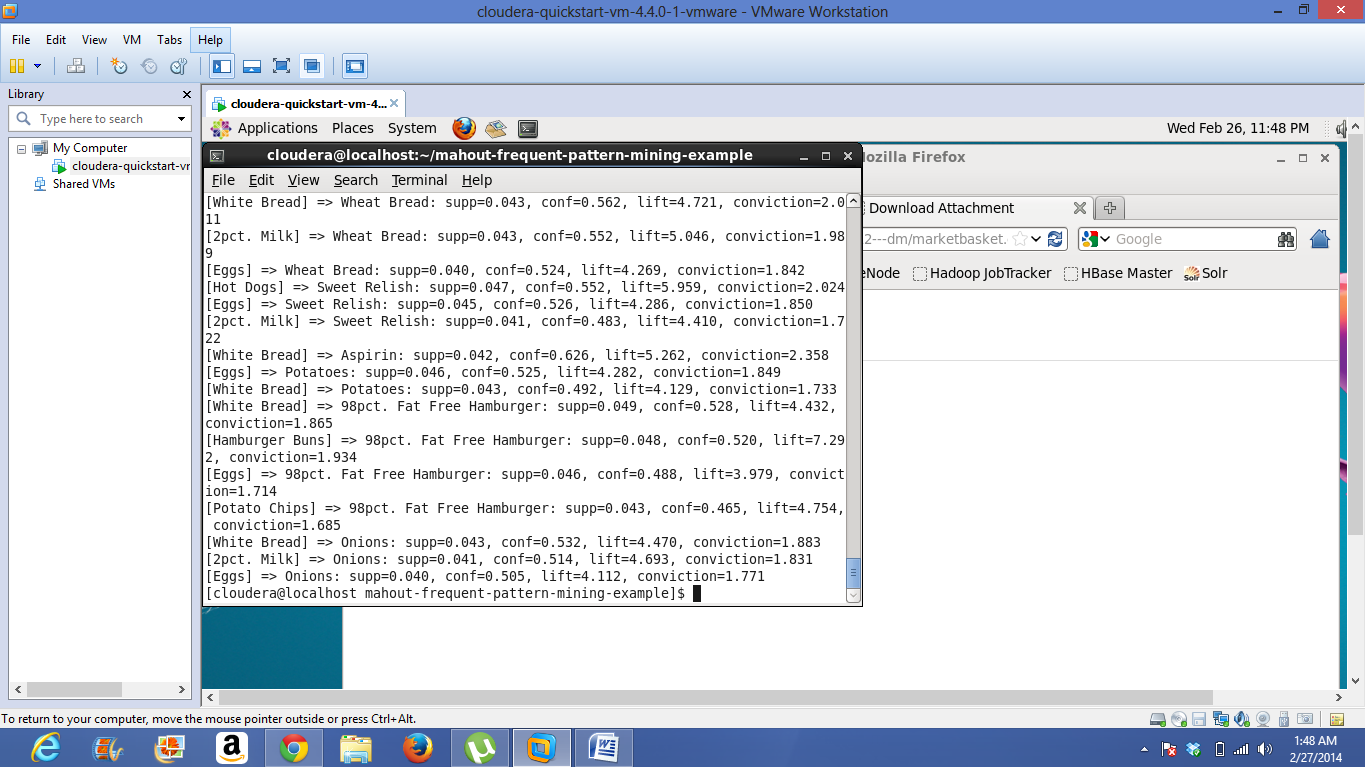 cloudera-quickstart-vm-4.4.0-1-vmware - VMware Workstation
File Edit View VM Tabs Help
Library
Type here to search
My Computer
cloudera-quickstart-vr
Shared VMs
cloudera-quickstart-vm-4...
Applications Places System
Wed Feb 26, 11:48 PM
cloudera@localhost:~/mahout-frequent-pattern-mining-example
ozilla Firefox
File Edit View Search Terminal Help
Download Attachment
2---dm/marketbasket.
Google
eNode Hadoop JobTracker HBase Master Solr
[White Bread] => Wheat Bread: supp=0.043, conf=0.562, lift=4.721, conviction=2.0
11
[2pct. Milk] => Wheat Bread: supp=0.043, conf=0.552, lift=5.046, conviction=1.98
9
[Eggs] => Wheat Bread: supp=0.040, conf=0.524, lift=4.269, conviction=1.842
[Hot Dogs] => Sweet Relish: supp=0.047, conf=0.552, lift=5.959, conviction=2.024
[Eggs] => Sweet Relish: supp=0.045, conf=0.526, lift=4.286, conviction=1.850
[2pct. Milk] => Sweet Relish: supp=0.041, conf=0.483, lift=4.410, conviction=1.7
22
[White Bread] => Aspirin: supp=0.042, conf=0.626, lift=5.262, conviction=2.358
[Eggs] => Potatoes: supp=0.046, conf=0.525, lift=4.282, conviction=1.849
[White Bread] => Potatoes: supp=0.043, conf=0.492, lift=4.129, conviction=1.733
[White Bread] => 98pct. Fat Free Hamburger: supp=0.049, conf=0.528, lift=4.432,
conviction=1.865
[Hamburger Buns] => 98pct. Fat Free Hamburger: supp=0.048, conf=0.520, lift=7.29
2, conviction=1.934
[Eggs] => 98pct. Fat Free Hamburger: supp=0.046, conf=0.488, lift=3.979, convict
ion=1.714
[Potato Chips] => 98pct. Fat Free Hamburger: supp=0.043, conf=0.465, lift=4.754,
conviction=1.685
[White Bread] => Onions: supp=0.043, conf=0.532, lift=4.470, conviction=1.883
[2pct. Milk] => Onions: supp=0.041, conf=0.514, lift=4.693, conviction=1.831
[Eggs] => Onions: supp=0.040, conf=0.505, lift=4.112, conviction=1.771
[cloudera@localhost mahout-frequent-pattern-mining-example]$
To return to your computer, move the mouse pointer outside or press Ctrl+Alt.
1:48 AM
2/27/2014